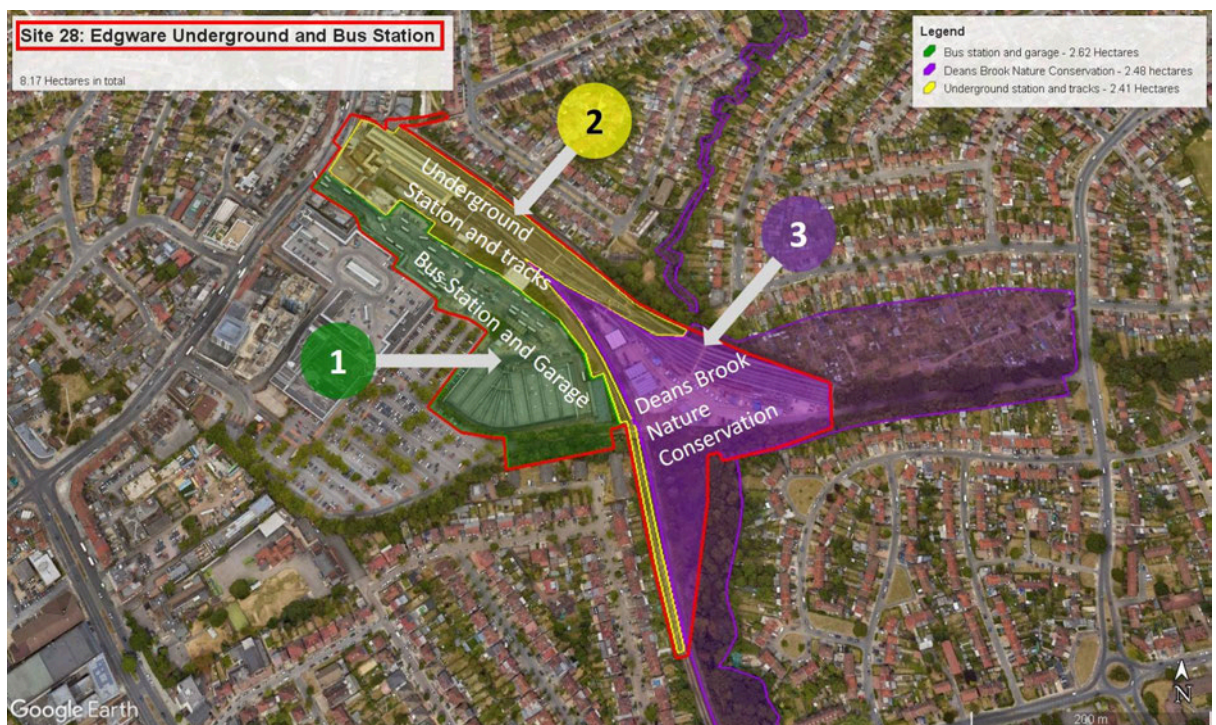 Site 28: Edgware Underground and Bus Station
8.17 Hectares in total
Legend
Bus station and garage - 2.62 Hectares
Deans Brook Nature Conservation - 2.48 hectares
Underground station and tracks - 2.41 Hectares
2
Underground
Station and tracks
3
Bus Station and Garage
1
Deans Brook
Nature
Conservation
Google Earth
N
200 m